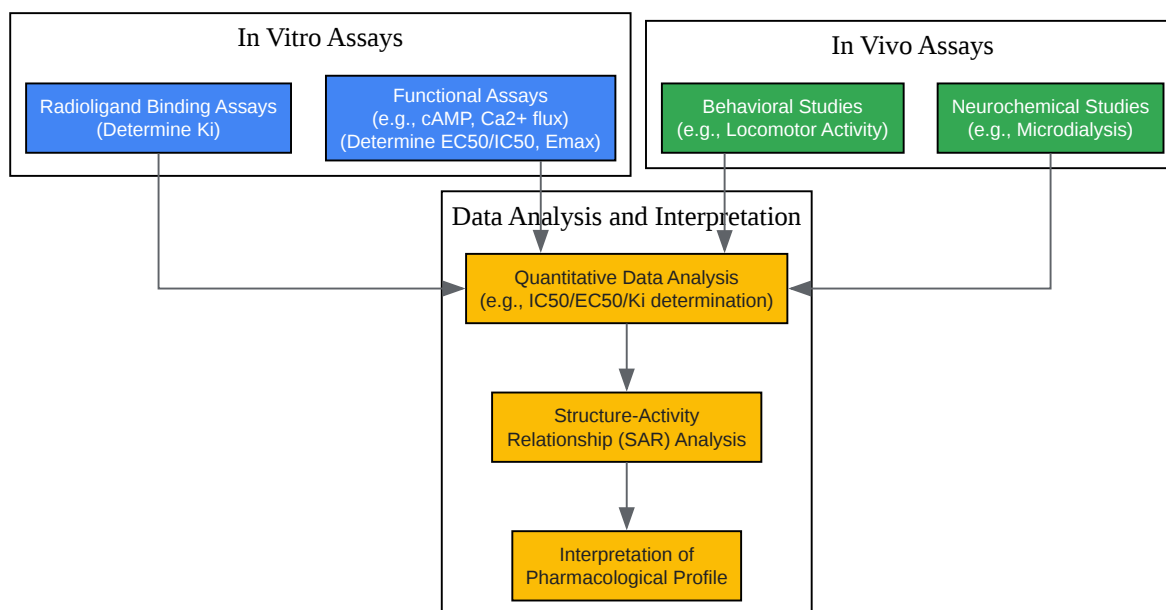 In Vitro Assays
Radioligand Binding Assays
(Determine Ki)
Functional Assays
(e.g., cAMP, Ca2+ flux)
(Determine EC50/IC50, Emax)
In Vivo Assays
Behavioral Studies
(e.g., Locomotor Activity)
Neurochemical Studies
(e.g., Microdialysis)
Data Analysis and Interpretation
Quantitative Data Analysis
(e.g., IC50/EC50/Ki determination)
Structure-Activity
Relationship (SAR) Analysis
Interpretation of
Pharmacological Profile